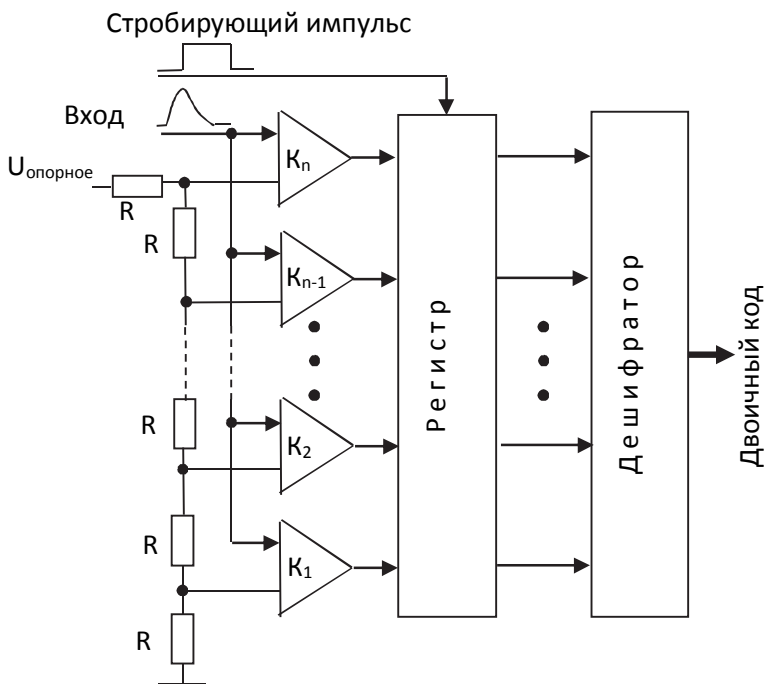 Стробирующий импульс
Вход
Uопорное
R
R
R
R
R
Kn
Kn-1
K2
K1
Регистр
Дешифратор
Двоичный код